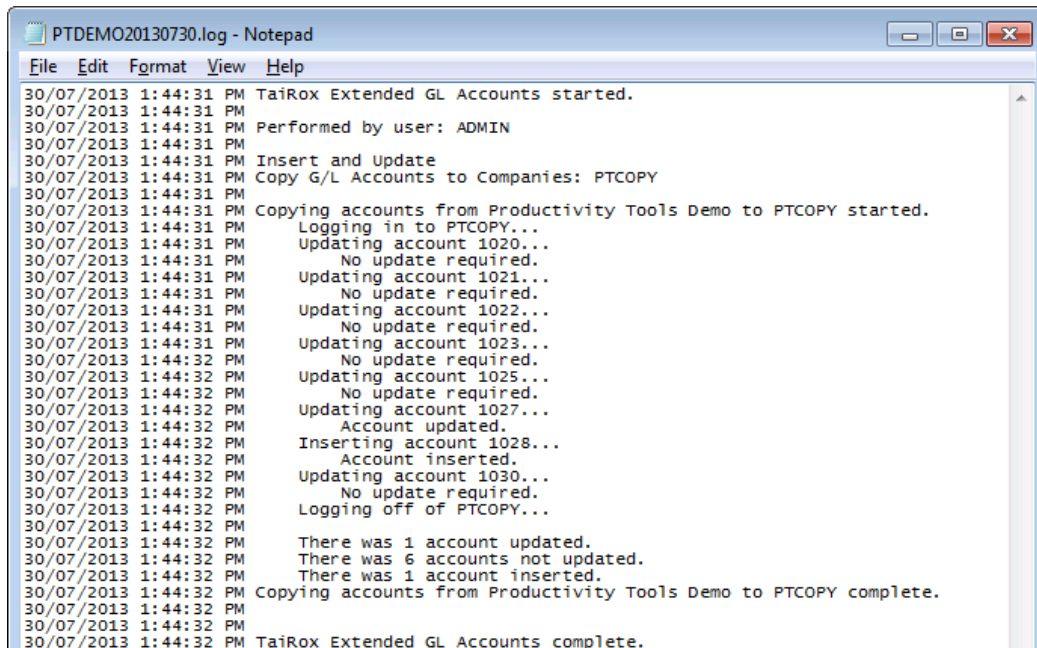 PTDEMO20130730.log - Notepad
File Edit Format View Help
30/07/2013 1:44:31 PM TaiRox Extended GL Accounts started.
30/07/2013 1:44:31 PM
30/07/2013 1:44:31 PM Performed by user: ADMIN
30/07/2013 1:44:31 PM
30/07/2013 1:44:31 PM Insert and Update
30/07/2013 1:44:31 PM Copy G/L Accounts to Companies: PTCOPY
30/07/2013 1:44:31 PM
30/07/2013 1:44:31 PM Copying accounts from Productivity Tools Demo to PTCOPY started.
30/07/2013 1:44:31 PM Logging in to PTCOPY...
30/07/2013 1:44:31 PM Updating account 1020...
30/07/2013 1:44:31 PM No update required.
30/07/2013 1:44:31 PM Updating account 1021...
30/07/2013 1:44:31 PM No update required.
30/07/2013 1:44:31 PM Updating account 1022...
30/07/2013 1:44:31 PM No update required.
30/07/2013 1:44:31 PM Updating account 1023...
30/07/2013 1:44:32 PM No update required.
30/07/2013 1:44:32 PM Updating account 1025...
30/07/2013 1:44:32 PM No update required.
30/07/2013 1:44:32 PM Updating account 1027...
30/07/2013 1:44:32 PM Account updated.
30/07/2013 1:44:32 PM Inserting account 1028...
30/07/2013 1:44:32 PM Account inserted.
30/07/2013 1:44:32 PM Updating account 1030...
30/07/2013 1:44:32 PM No update required.
30/07/2013 1:44:32 PM Logging off of PTCOPY...
30/07/2013 1:44:32 PM
30/07/2013 1:44:32 PM There was 1 account updated.
30/07/2013 1:44:32 PM There was 6 accounts not updated.
30/07/2013 1:44:32 PM There was 1 account inserted.
30/07/2013 1:44:32 PM Copying accounts from Productivity Tools Demo to PTCOPY complete.
30/07/2013 1:44:32 PM
30/07/2013 1:44:32 PM
30/07/2013 1:44:32 PM TaiRox Extended GL Accounts complete.